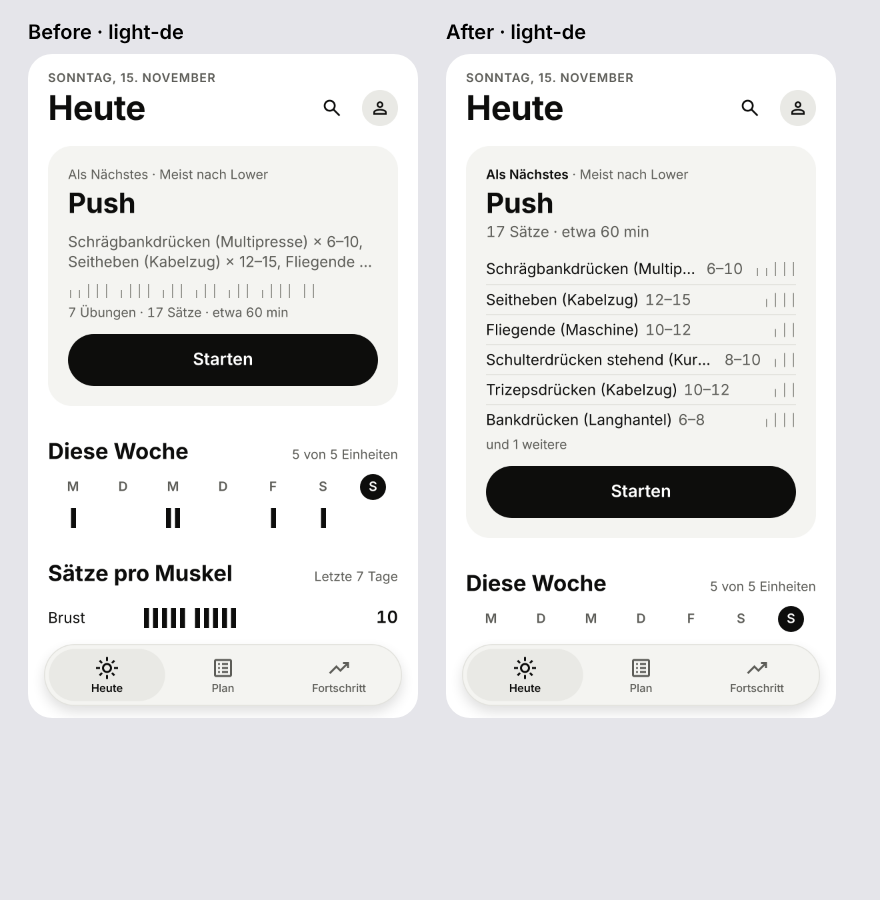 Before · light-de
SONNTAG, 15. NOVEMBER
Heute
Als Nächstes · Meist nach Lower
Push
Schrägbankdrücken (Multipresse) × 6–10,
Seitheben (Kabelzug) × 12–15, Fliegende ...
7 Übungen · 17 Sätze · etwa 60 min
Starten
Diese Woche
5 von 5 Einheiten
M D M D F S S
Sätze pro Muskel
Letzte 7 Tage
Brust
10
Heute
Plan
Fortschritt
After · light-de
SONNTAG, 15. NOVEMBER
Heute
Als Nächstes · Meist nach Lower
Push
17 Sätze · etwa 60 min
Schrägbankdrücken (Multip... 6–10
Seitheben (Kabelzug) 12–15
Fliegende (Maschine) 10–12
Schulterdrücken stehend (Kur... 8–10
Trizepsdrücken (Kabelzug) 10–12
Bankdrücken (Langhantel) 6–8
und 1 weitere
Starten
Diese Woche
5 von 5 Einheiten
M D M D F S S
Heute
Plan
Fortschritt